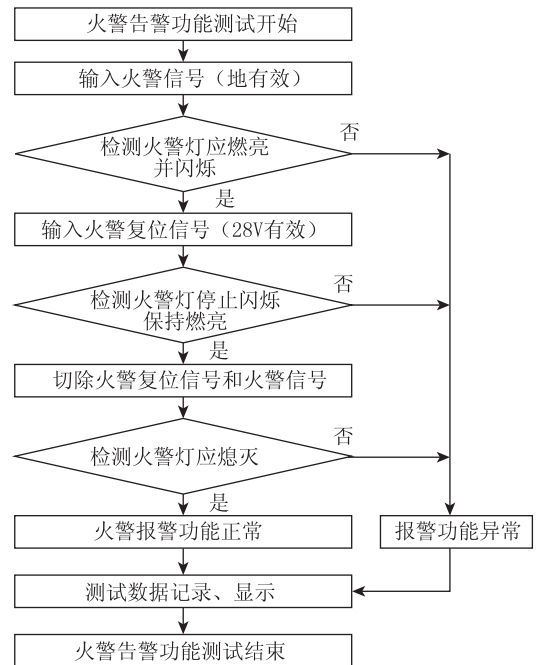 火警告警功能测试开始
输入火警信号（地有效）
检测火警灯应燃亮
并闪烁
否
是
输入火警复位信号（28V有效）
检测火警灯停止闪烁
保持燃亮
否
是
切除火警复位信号和火警信号
检测火警灯应熄灭
否
是
火警报警功能正常
报警功能异常
测试数据记录、显示
火警告警功能测试结束